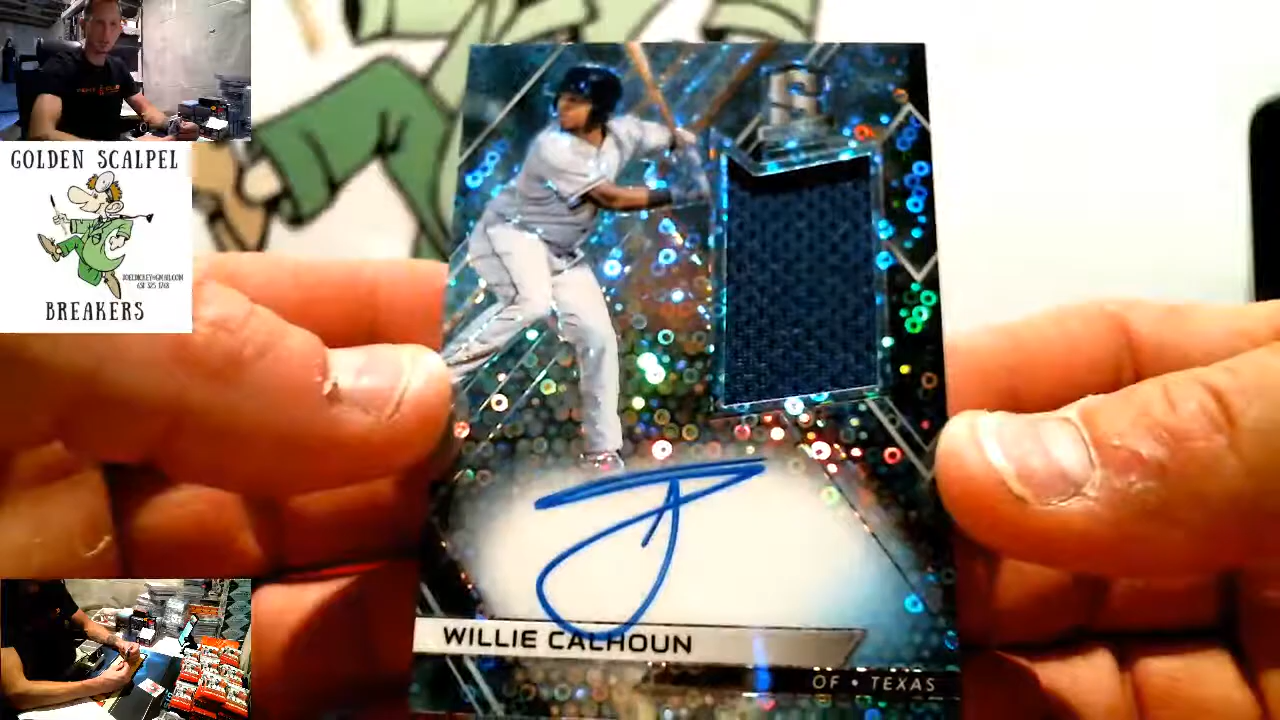 GOLDEN SCALPEL
BREAKERS
S
WILLIE CALHOUN
OF • TEXAS